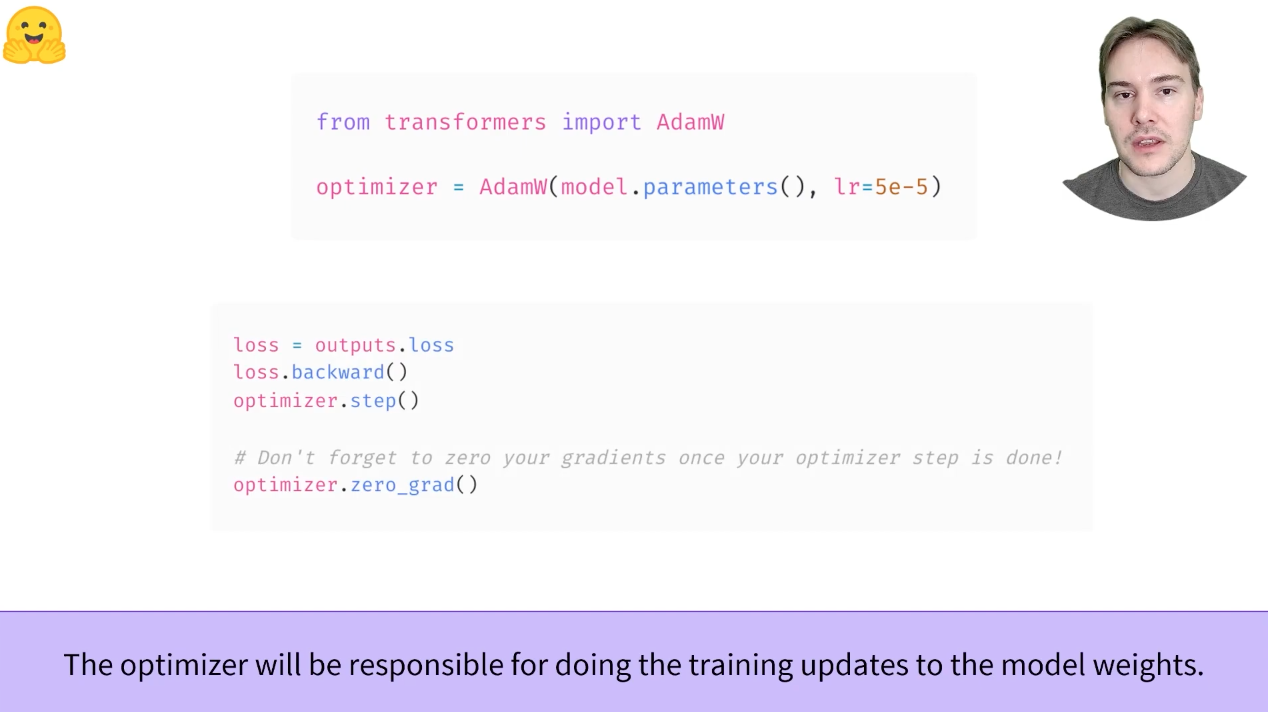 from transformers import AdamW
optimizer = AdamW(model.parameters(), lr=5e-5)
loss = outputs.loss
loss.backward()
optimizer.step()
# Don't forget to zero your gradients once your optimizer step is done!
optimizer.zero_grad()
The optimizer will be responsible for doing the training updates to the model weights.